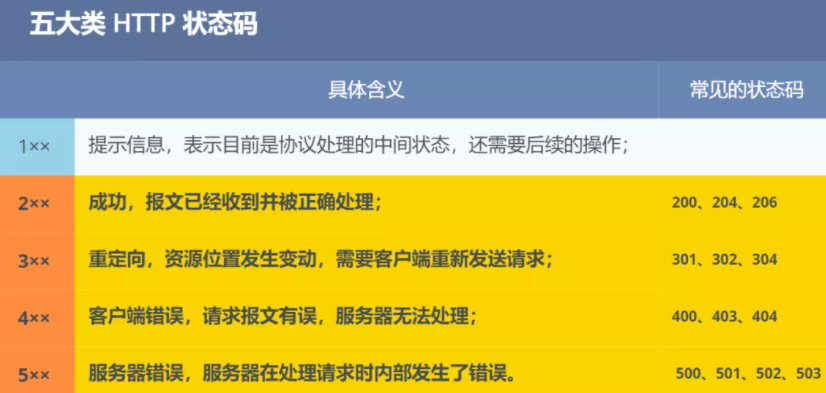 五大类 HTTP 状态码
具体含义 常见的状态码
1×× 提示信息，表示目前是协议处理的中间状态，还需要后续的操作；
2×× 成功，报文已经收到并被正确处理； 200、204、206
3×× 重定向，资源位置发生变动，需要客户端重新发送请求； 301、302、304
4×× 客户端错误，请求报文有误，服务器无法处理； 400、403、404
5×× 服务器错误，服务器在处理请求时内部发生了错误。 500、501、502、503